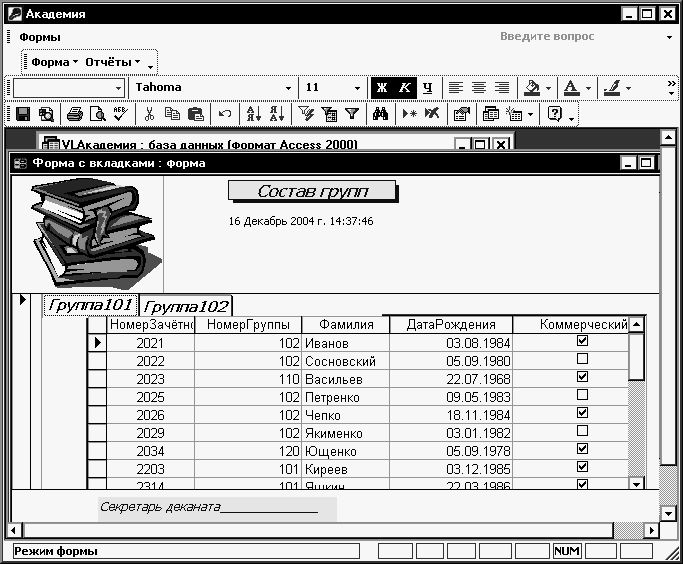 Академия
Формы Введите вопрос
Форма Отчёты
Tahoma 11 Ж К Ч
VLАкадемия : база данных (формат Access 2000)
Форма с вкладками : форма
Состав групп
16 Декабрь 2004 г. 14:37:46
Группа101 Группа102
НомерЗачётно НомерГруппы Фамилия ДатаРождения Коммерческий
2021 102 Иванов 03.08.1984
2022 102 Сосновский 05.09.1980
2023 110 Васильев 22.07.1968
2025 102 Петренко 09.05.1983
2026 102 Чепко 18.11.1984
2029 102 Якименко 03.01.1982
2034 120 Ющенко 05.09.1978
2203 101 Киреев 03.12.1985
2314 101 Яшкин 22.03.1986
Секретарь деканата______________
Режим формы NUM